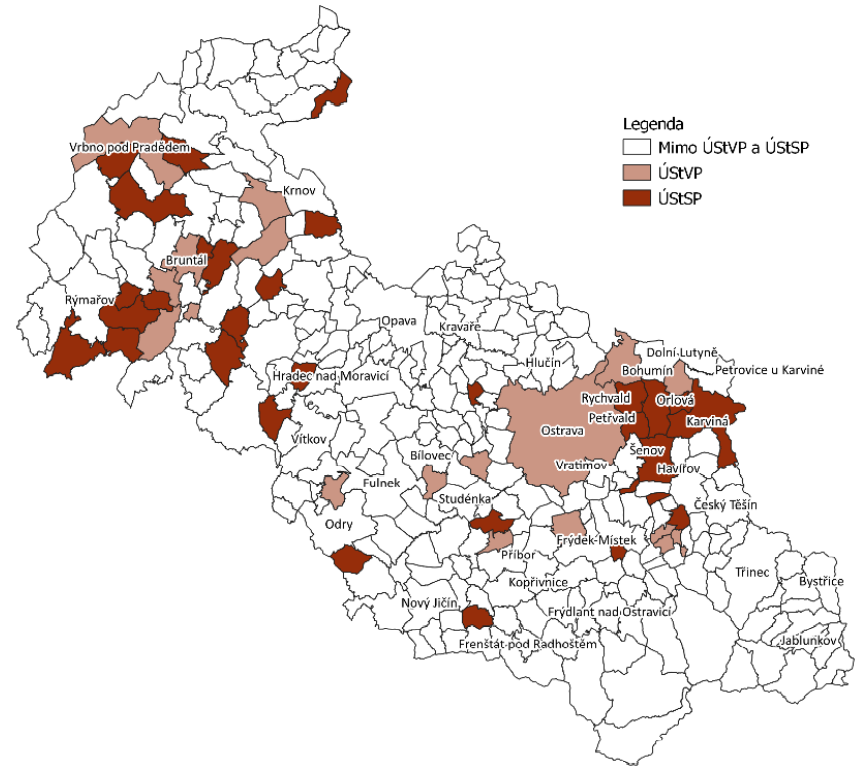 Legenda
Mimo ÚStVP a ÚStSP
ÚStVP
ÚStSP
Vrbno pod Pradědem
Krnov
Bruntál
Rýmařov
Opava
Kravaře
Hlučín
Dolní Lutyně
Bohumín
Petrovice u Karviné
Hradec nad Moravicí
Rychvald
Orlová
Petřvald
Karviná
Ostrava
Vítkov
Šenov
Bílovec
Vratimov
Havířov
Fulnek
Studénka
Český Těšín
Odry
Frýdek-Místek
Příbor
Třinec
Kopřivnice
Bystřice
Nový Jičín
Frýdlant nad Ostravicí
Frenštát pod Radhoštěm
Jablunkov